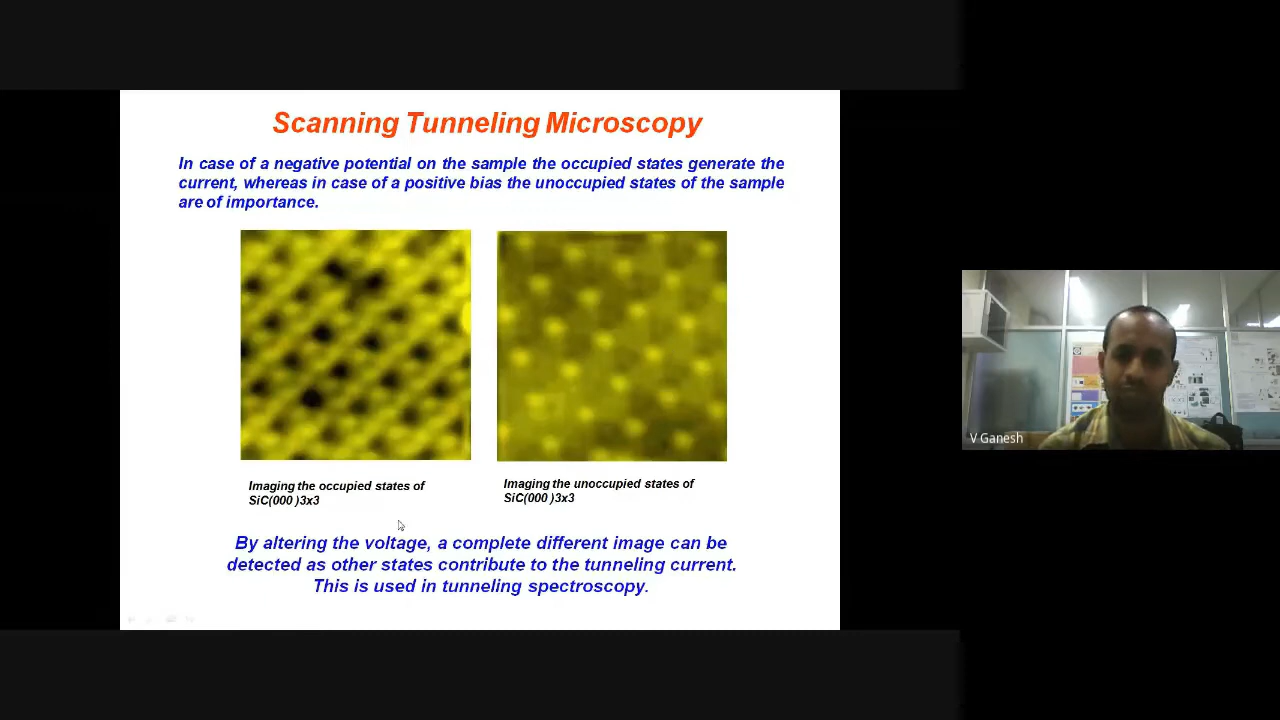 Scanning Tunneling Microscopy
In case of a negative potential on the sample the occupied states generate the
current, whereas in case of a positive bias the unoccupied states of the sample
are of importance.
Imaging the occupied states of
SiC(000 )3x3
Imaging the unoccupied states of
SiC(000 )3x3
By altering the voltage, a complete different image can be
detected as other states contribute to the tunneling current.
This is used in tunneling spectroscopy.
V Ganesh